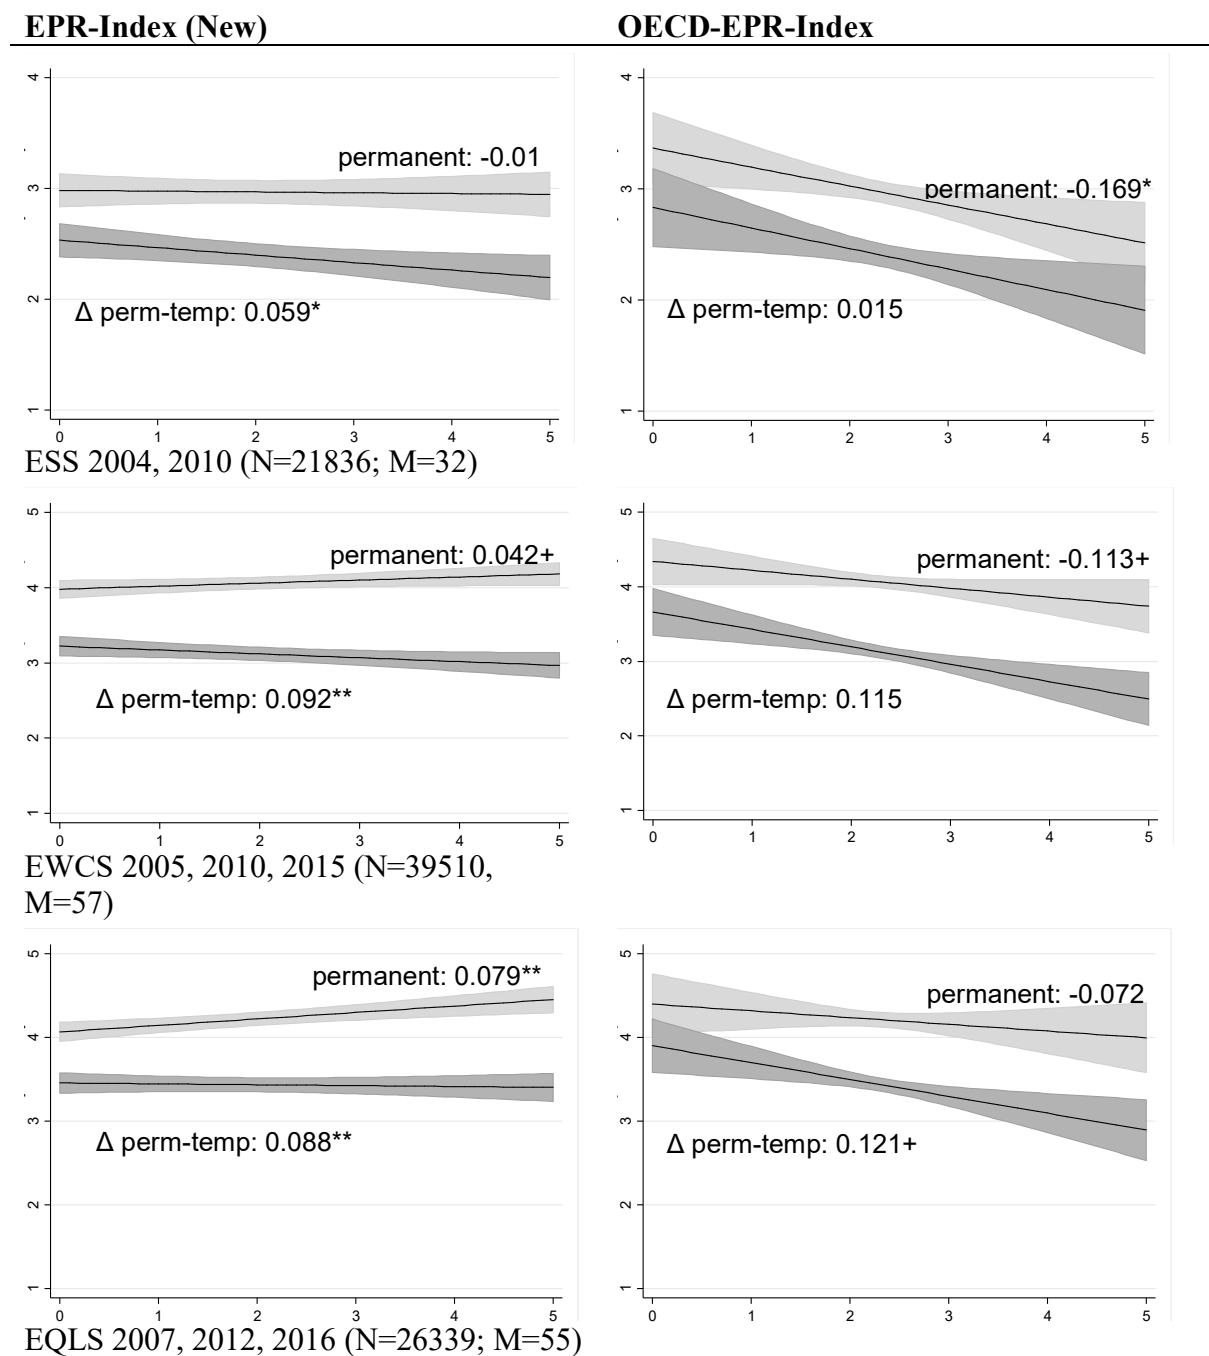 EPR-Index (New)
OECD-EPR-Index
4
3
2
1
permanent: -0.01
Δ perm-temp: 0.059*
0 1 2 3 4 5
4
3
2
1
permanent: -0.169*
Δ perm-temp: 0.015
0 1 2 3 4 5
ESS 2004, 2010 (N=21836; M=32)
5
4
3
2
1
permanent: 0.042+
Δ perm-temp: 0.092**
0 1 2 3 4 5
5
4
3
2
1
permanent: -0.113+
Δ perm-temp: 0.115
0 1 2 3 4 5
EWCS 2005, 2010, 2015 (N=39510,
M=57)
5
4
3
2
1
permanent: 0.079**
Δ perm-temp: 0.088**
0 1 2 3 4 5
5
4
3
2
1
permanent: -0.072
Δ perm-temp: 0.121+
0 1 2 3 4 5
EQLS 2007, 2012, 2016 (N=26339; M=55)